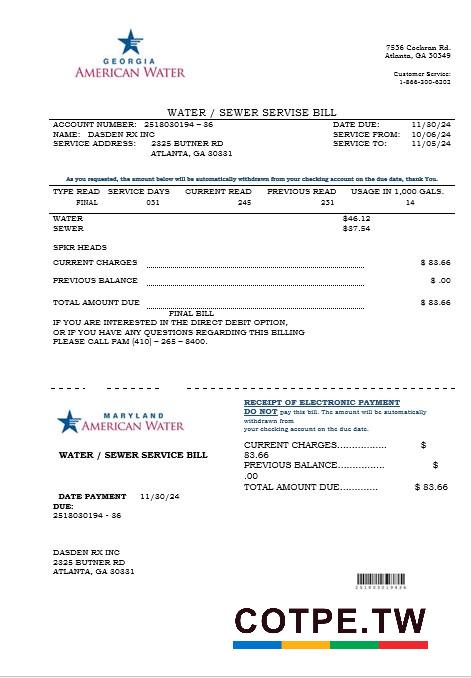 GEORGIA
AMERICAN WATER
7536 Cochran Rd.
Atlanta, GA 30349
Customer Service:
1-866-300-6202
WATER / SEWER SERVISE BILL
ACCOUNT NUMBER: 2518030194 – 36
DATE DUE: 11/30/24
NAME: DASDEN RX INC
SERVICE FROM: 10/06/24
SERVICE ADDRESS: 2325 BUTNER RD
SERVICE TO: 11/05/24
ATLANTA, GA 30331
As you requested, the amount below will be automatically withdrawn from your checking account on the due date, thank You.
TYPE READ SERVICE DAYS CURRENT READ PREVIOUS READ USAGE IN 1,000 GALS.
FINAL 031 245 231 14
WATER $46.12
SEWER $37.54
SPKR HEADS
CURRENT CHARGES $ 83.66
PREVIOUS BALANCE $ .00
TOTAL AMOUNT DUE $ 83.66
FINAL BILL
IF YOU ARE INTERESTED IN THE DIRECT DEBIT OPTION,
OR IF YOU HAVE ANY QUESTIONS REGARDING THIS BILLING
PLEASE CALL PAM (410) – 265 – 8400.
MARYLAND
AMERICAN WATER
WATER / SEWER SERVICE BILL
DATE PAYMENT 11/30/24
DUE:
2518030194 - 36
DASDEN RX INC
2325 BUTNER RD
ATLANTA, GA 30331
RECEIPT OF ELECTRONIC PAYMENT
DO NOT pay this bill. The amount will be automatically
withdrawn from
your checking account on the due date.
CURRENT CHARGES................. $
83.66
PREVIOUS BALANCE................ $
.00
TOTAL AMOUNT DUE............. $ 83.66
COTPE.TW